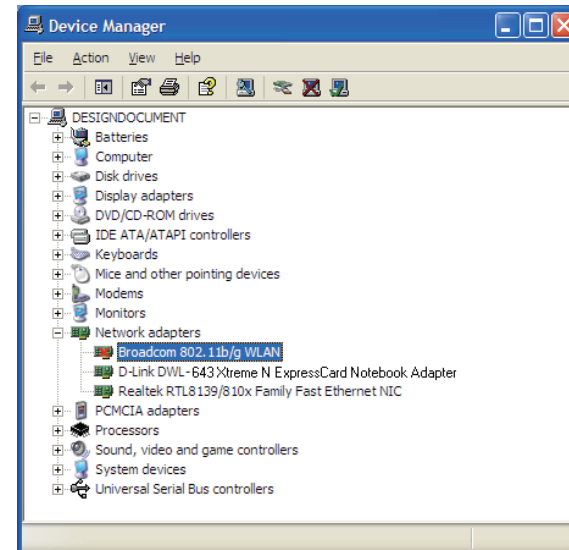 Device Manager
File Action View Help
DESIGNDOCUMENT
Batteries
Computer
Disk drives
Display adapters
DVD/CD-ROM drives
IDE ATA/ATAPI controllers
Keyboards
Mice and other pointing devices
Modems
Monitors
Network adapters
Broadcom 802.11b/g WLAN
D-Link DWL-643 Xtreme N ExpressCard Notebook Adapter
Realtek RTL8139/810x Family Fast Ethernet NIC
PCMCIA adapters
Processors
Sound, video and game controllers
System devices
Universal Serial Bus controllers